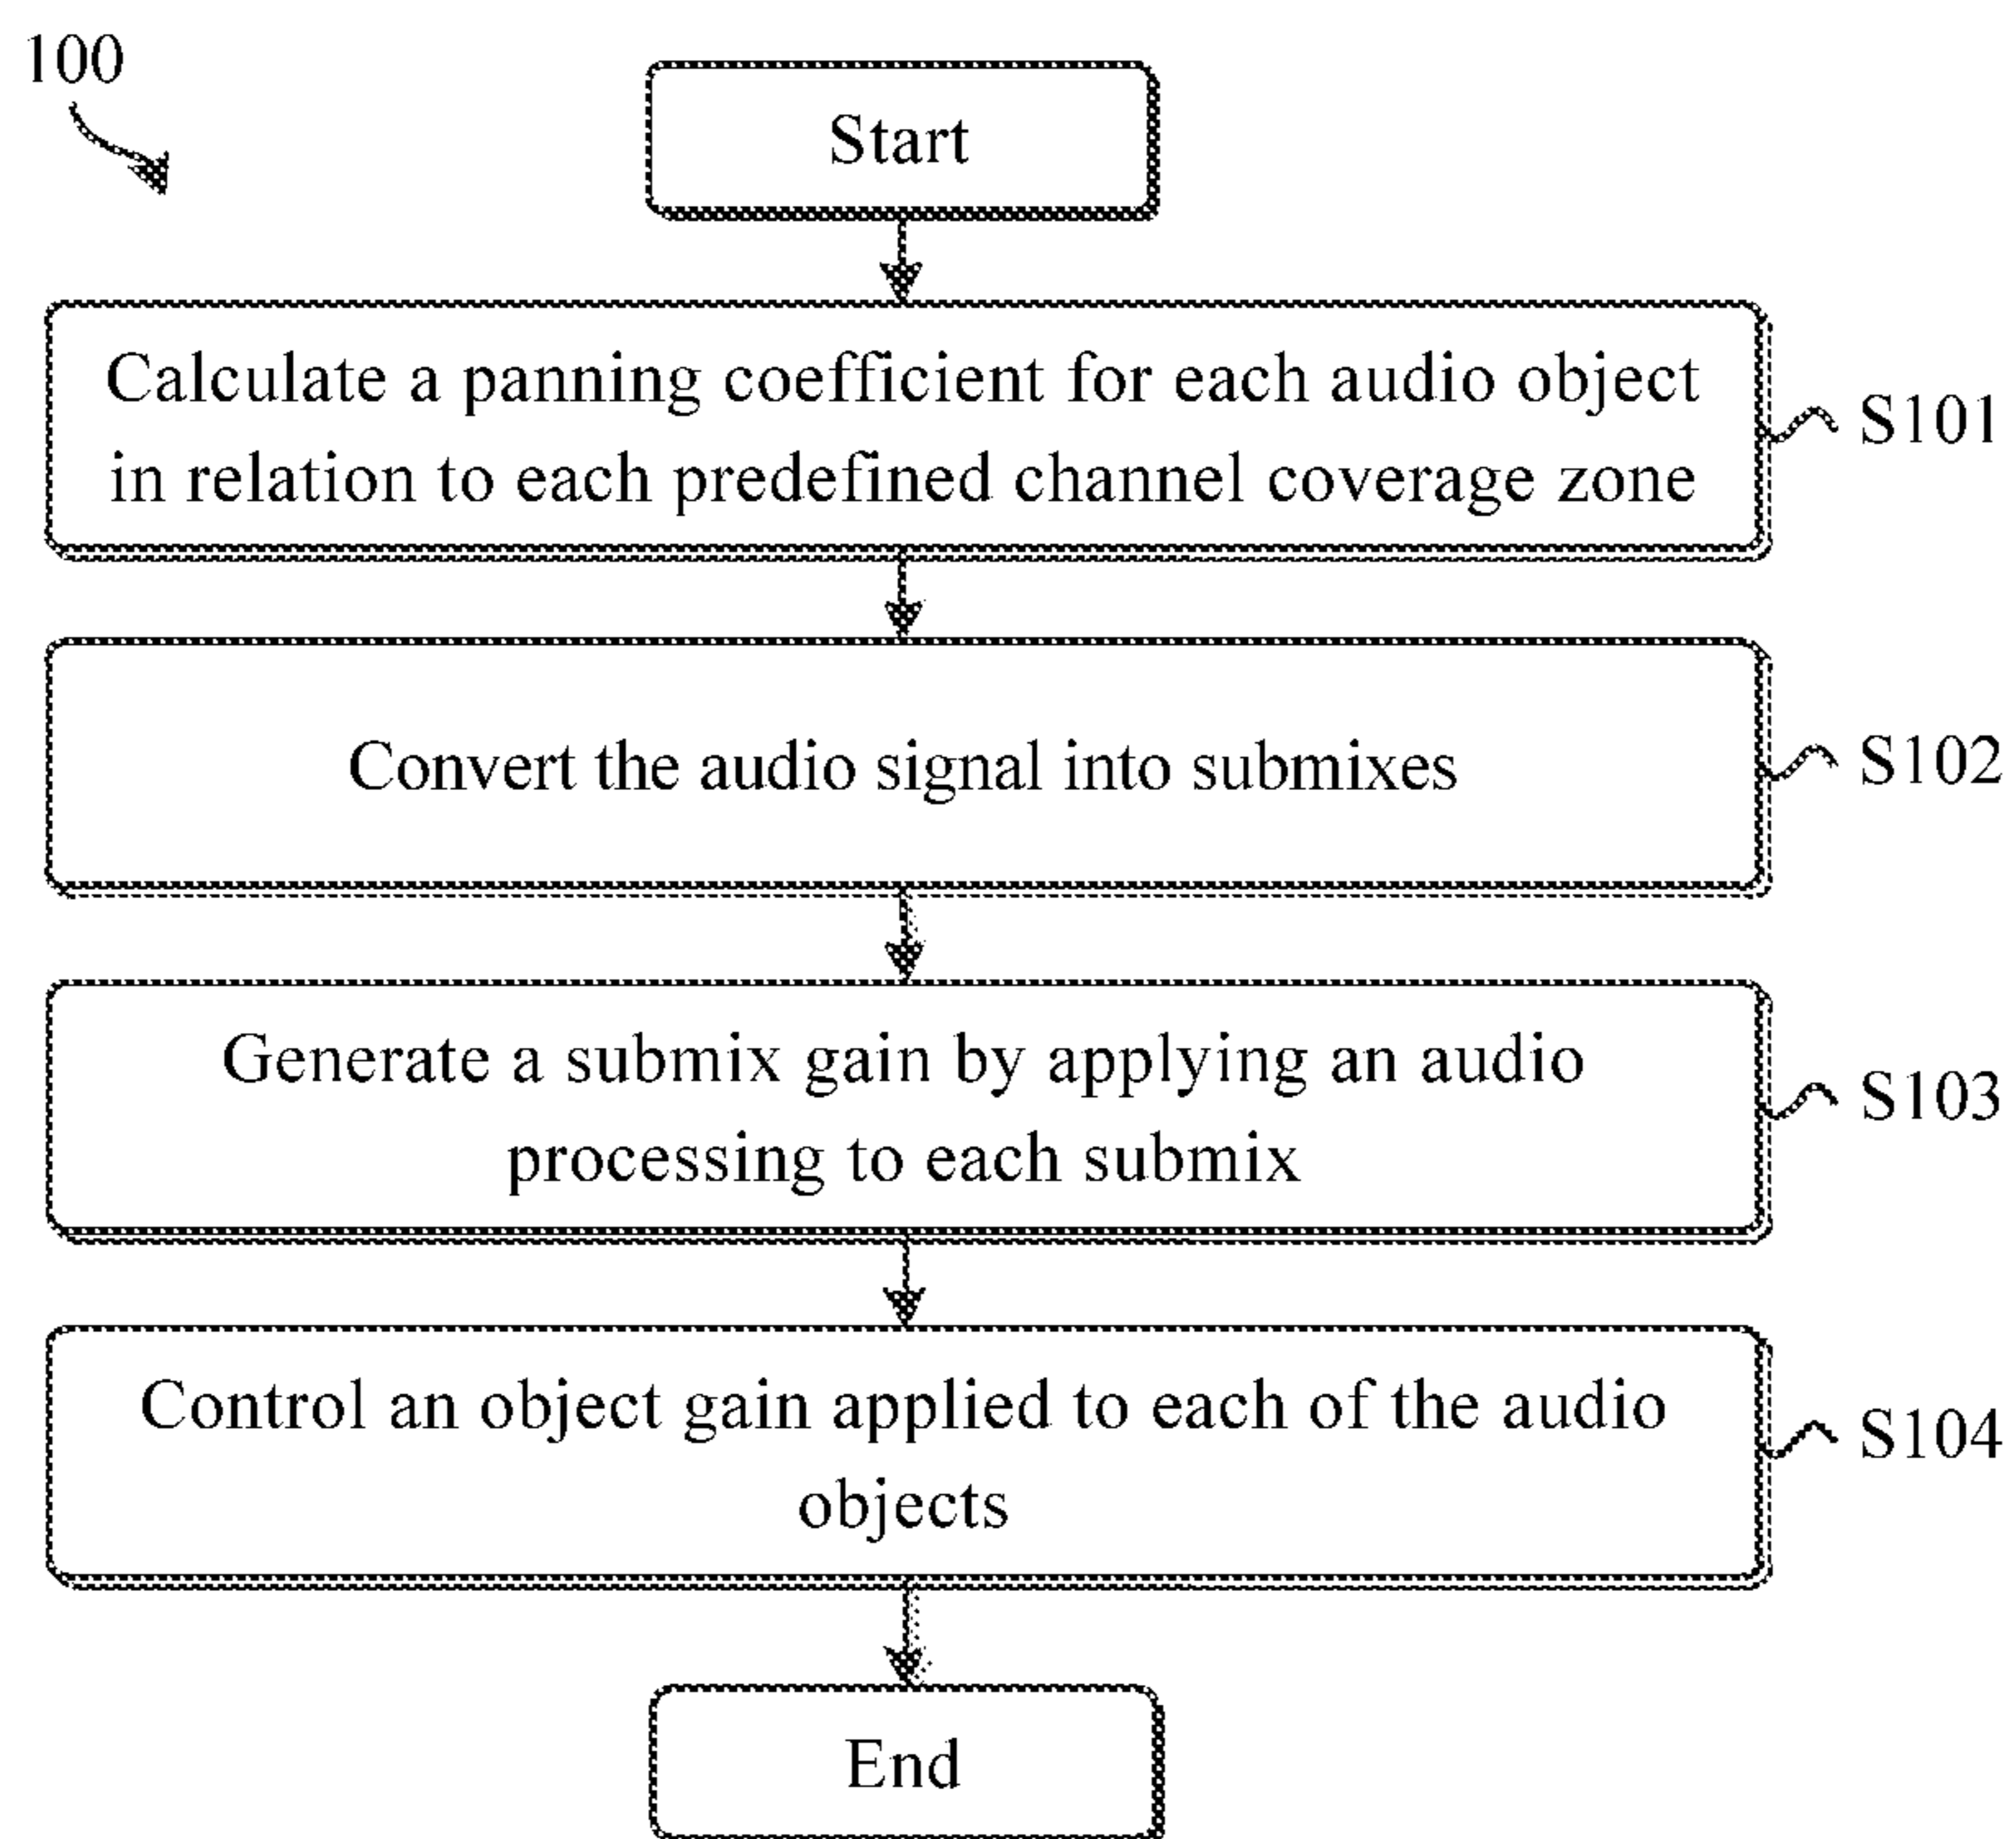 100
Start
Calculate a panning coefficient for each audio object
in relation to each predefined channel coverage zone
S101
Convert the audio signal into submixes
S102
Generate a submix gain by applying an audio
processing to each submix
S103
Control an object gain applied to each of the audio
objects
S104
End